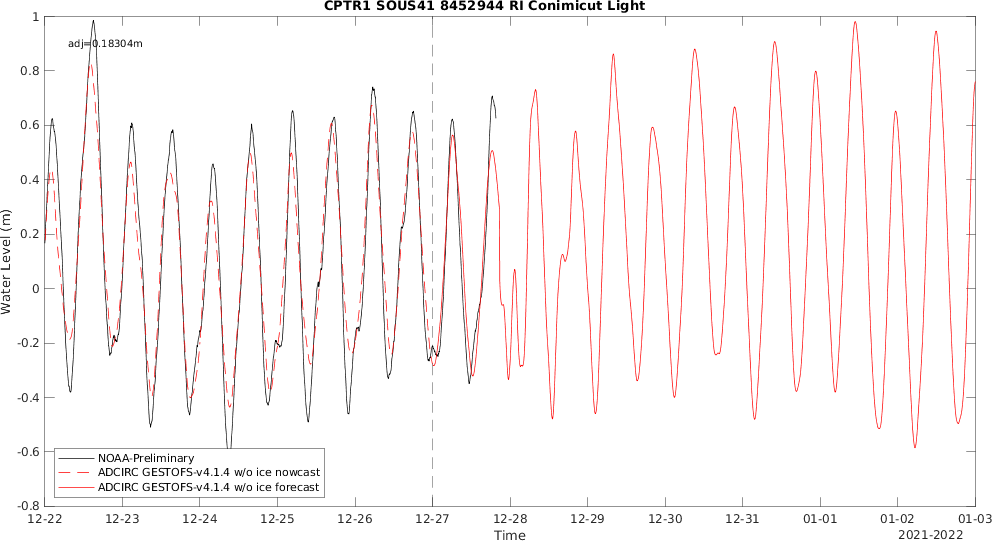 CPTR1 SOUS41 8452944 RI Conimicut Light
adj=0.18304m
Water Level (m)
1
0.8
0.6
0.4
0.2
0
-0.2
-0.4
-0.6
-0.8
NOAA-Preliminary
ADCIRC GESTOFS-v4.1.4 w/o ice nowcast
ADCIRC GESTOFS-v4.1.4 w/o ice forecast
12-22 12-23 12-24 12-25 12-26 12-27 12-28 12-29 12-30 12-31 01-01 01-02 01-03
Time
2021-2022